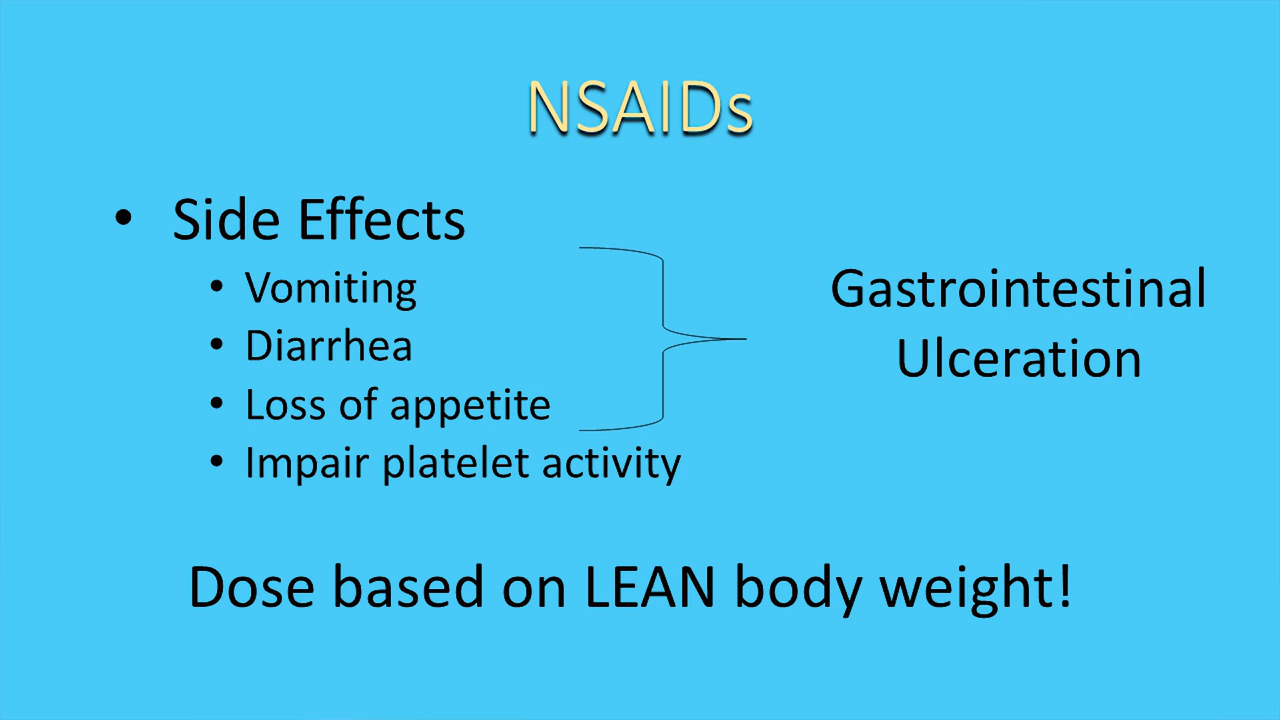 NSAIDs
• Side Effects
• Vomiting
• Diarrhea
• Loss of appetite
• Impair platelet activity
Gastrointestinal
Ulceration
Dose based on LEAN body weight!